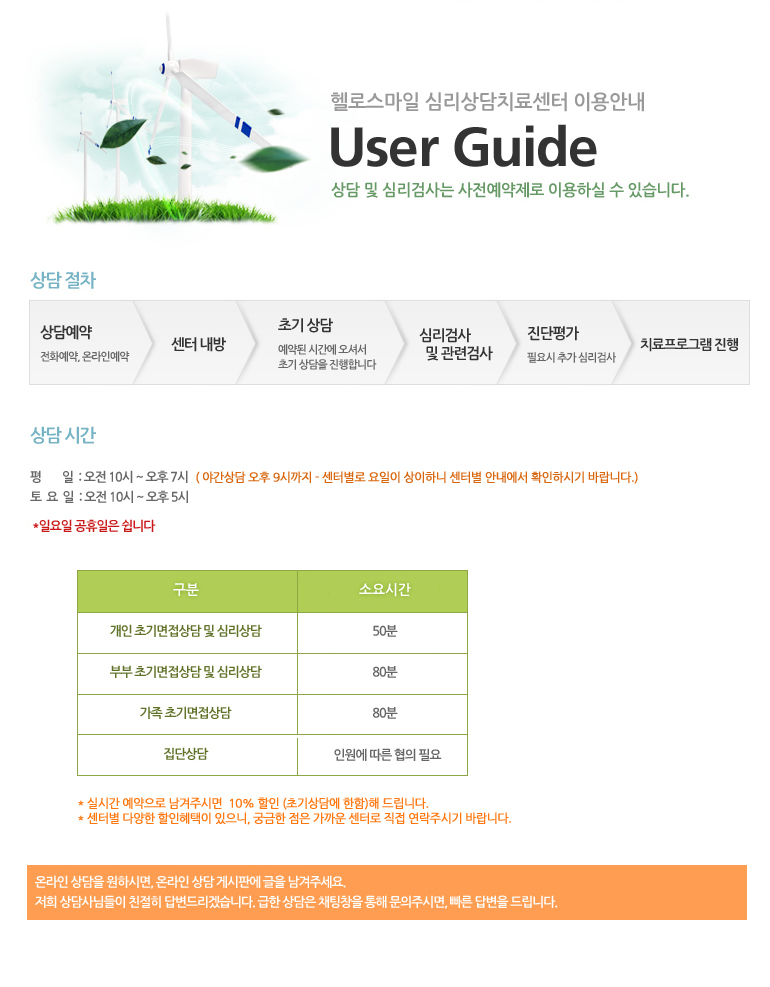 헬로스마일 심리상담치료센터 이용안내
User Guide
상담 및 심리검사는 사전예약제로 이용하실 수 있습니다.
상담 절차
상담예약
전화예약, 온라인예약
센터 내방
초기 상담
예약된 시간에 오셔서
초기 상담을 진행합니다
심리검사
및 관련검사
진단평가
필요시 추가 심리검사
치료프로그램 진행
상담 시간
평 일 : 오전 10시 ~ 오후 7시 ( 야간상담 오후 9시까지 - 센터별로 요일이 상이하니 센터별 안내에서 확인하시기 바랍니다.)
토 요 일 : 오전 10시 ~ 오후 5시
*일요일 공휴일은 쉽니다
구분 소요시간
개인 초기면접상담 및 심리상담 50분
부부 초기면접상담 및 심리상담 80분
가족 초기면접상담 80분
집단상담 인원에 따른 협의 필요
* 실시간 예약으로 남겨주시면 10% 할인 (초기상담에 한함)해 드립니다.
* 센터별 다양한 할인혜택이 있으니, 궁금한 점은 가까운 센터로 직접 연락주시기 바랍니다.
온라인 상담을 원하시면, 온라인 상담 게시판에 글을 남겨주세요.
저희 상담사님들이 친절히 답변드리겠습니다. 급한 상담은 채팅창을 통해 문의주시면, 빠른 답변을 드립니다.